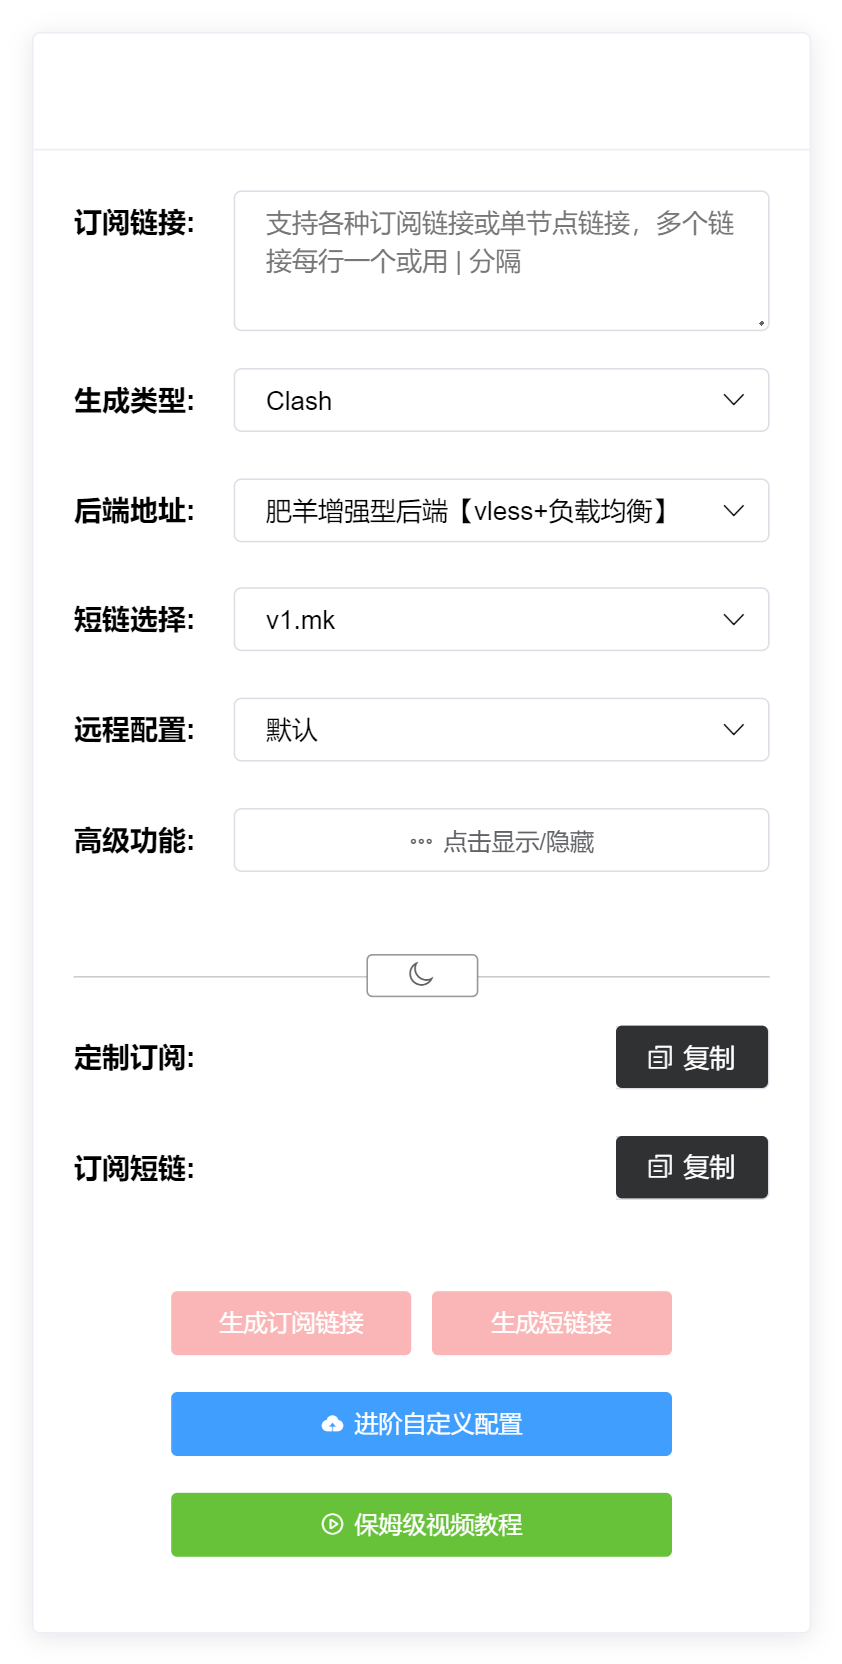 订阅链接:
支持各种订阅链接或单节点链接，多个链
接每行一个或用 | 分隔
生成类型:
Clash
后端地址:
肥羊增强型后端【vless+负载均衡】
短链选择:
v1.mk
远程配置:
默认
高级功能:
点击显示/隐藏
定制订阅:
复制
订阅短链:
复制
生成订阅链接
生成短链接
进阶自定义配置
保姆级视频教程